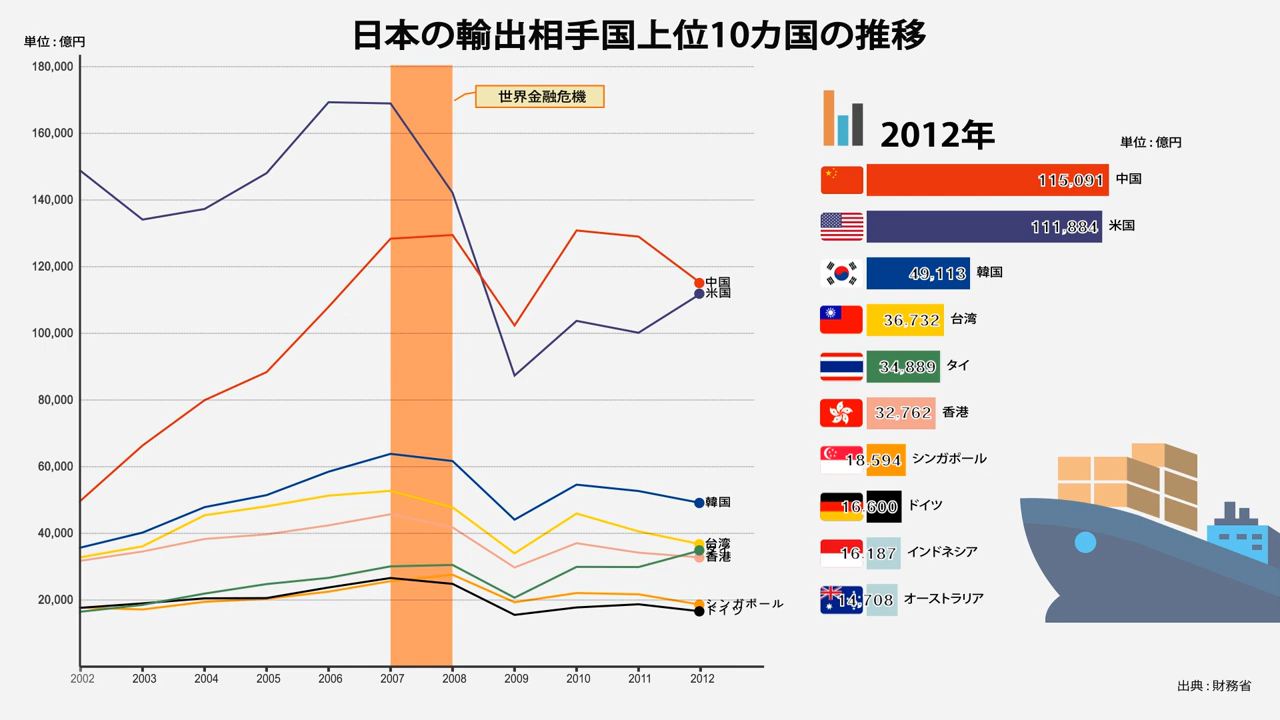 日本の輸出相手国上位10カ国の推移
単位 : 億円
180,000
160,000
140,000
120,000
100,000
80,000
60,000
40,000
20,000
世界金融危機
中国
米国
韓国
台湾
香港
シンガポール
ドイツ
2002 2003 2004 2005 2006 2007 2008 2009 2010 2011 2012
2012年
単位 : 億円
115,091 中国
111,884 米国
49,113 韓国
36,732 台湾
34,889 タイ
32,762 香港
18,594 シンガポール
16,600 ドイツ
16,187 インドネシア
14,708 オーストラリア
出典 : 財務省